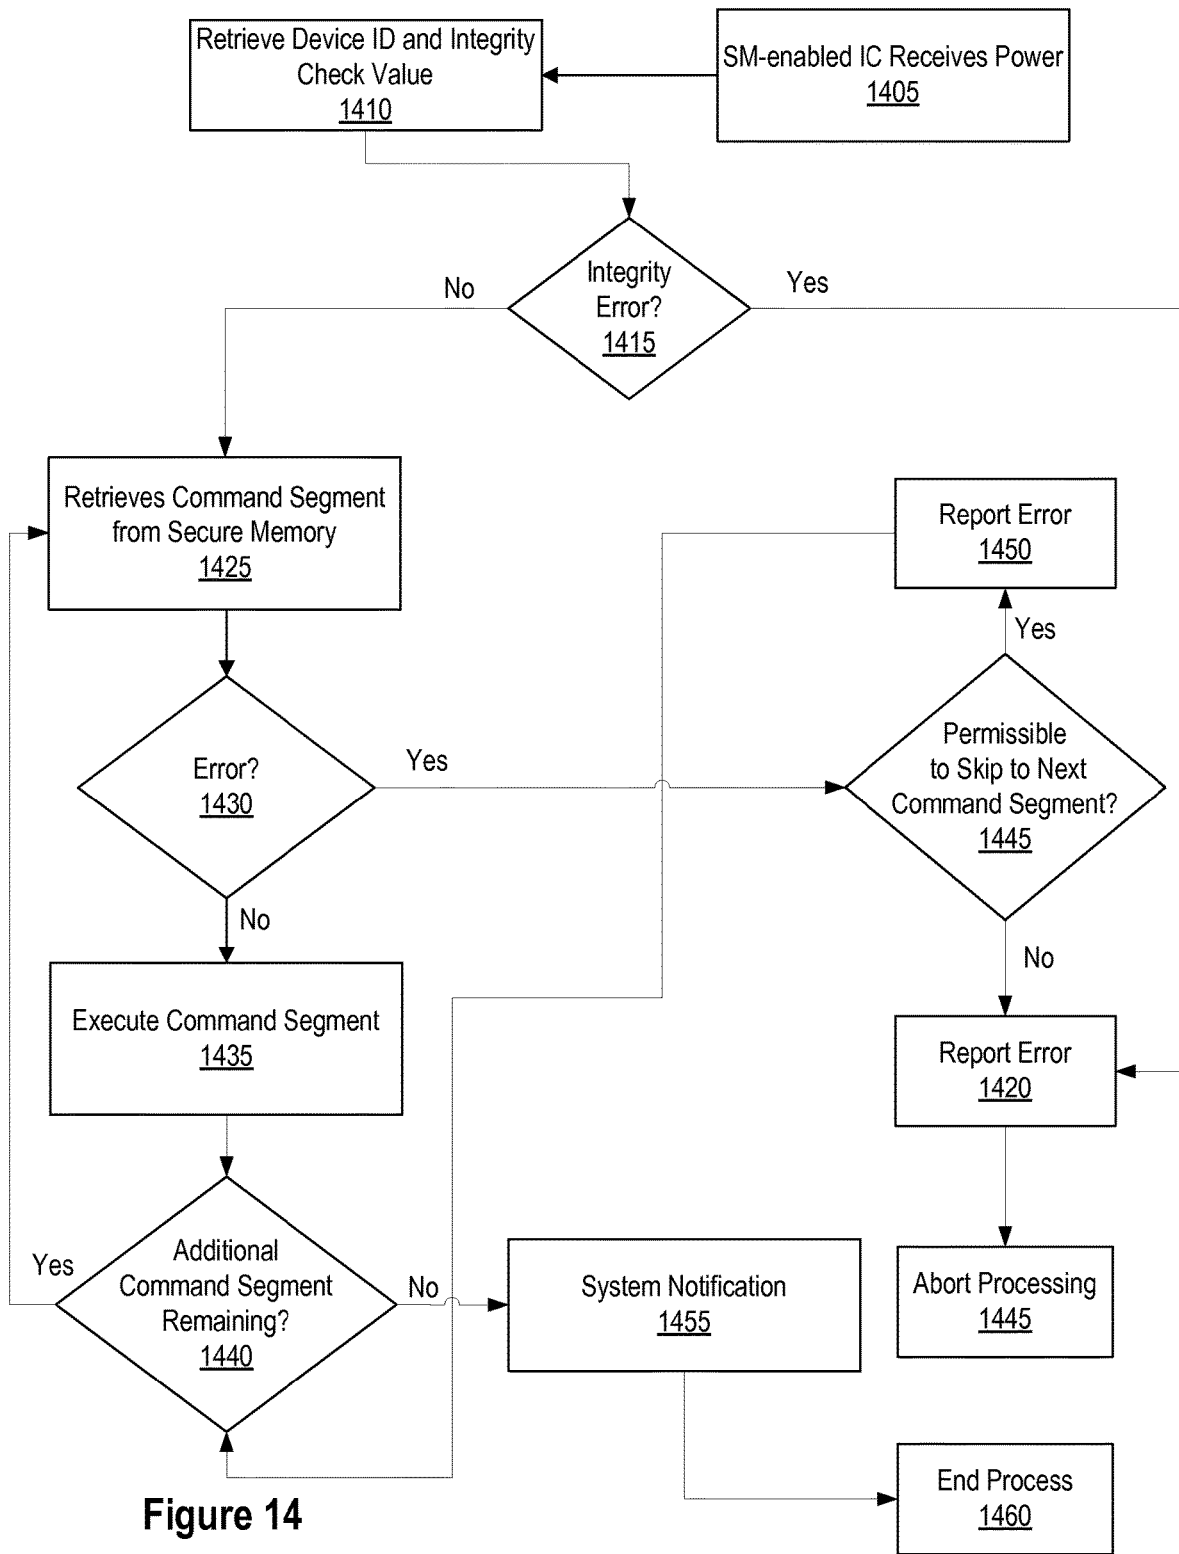 Retrieve Device ID and Integrity
Check Value
1410
SM-enabled IC Receives Power
1405
Integrity
Error?
1415
No
Yes
Retrieves Command Segment
from Secure Memory
1425
Report Error
1450
Yes
Error?
1430
Yes
Permissible
to Skip to Next
Command Segment?
1445
No
No
Execute Command Segment
1435
Report Error
1420
Yes
Additional
Command Segment
Remaining?
1440
No
System Notification
1455
Abort Processing
1445
End Process
1460
Figure 14